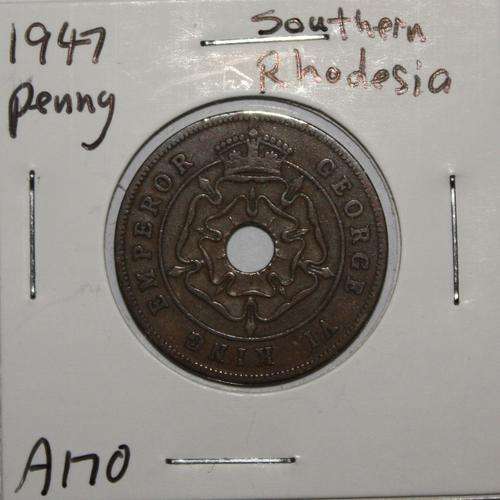 1947 Southern
Penny Rhodesia
GEORGE VI KING EMPEROR
A170